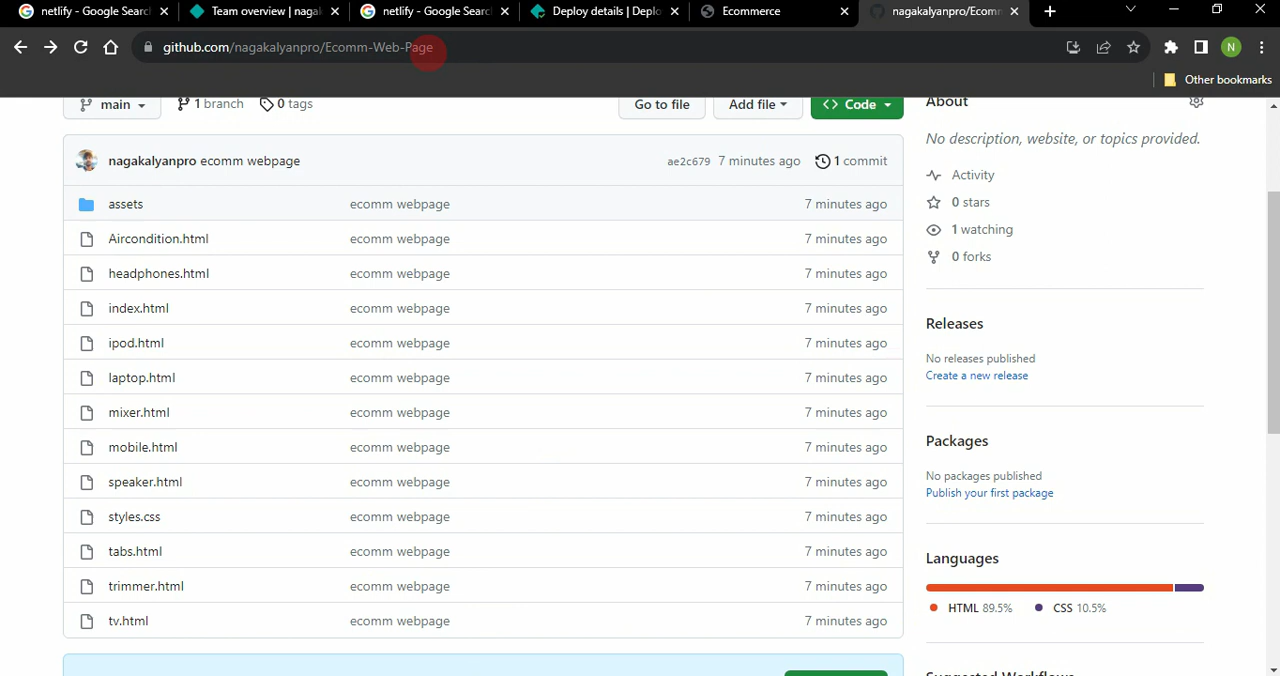 netlify - Google Searc
Team overview | naga
netlify - Google Searc
Deploy details | Deplo
Ecommerce
nagakalyanpro/Ecomm
github.com/nagakalyanpro/Ecomm-Web-Page
N
Other bookmarks
main
1 branch
0 tags
Go to file
Add file
Code
About
No description, website, or topics provided.
nagakalyanpro ecomm webpage
ae2c679 7 minutes ago
1 commit
assets ecomm webpage 7 minutes ago
Aircondition.html ecomm webpage 7 minutes ago
headphones.html ecomm webpage 7 minutes ago
index.html ecomm webpage 7 minutes ago
ipod.html ecomm webpage 7 minutes ago
laptop.html ecomm webpage 7 minutes ago
mixer.html ecomm webpage 7 minutes ago
mobile.html ecomm webpage 7 minutes ago
speaker.html ecomm webpage 7 minutes ago
styles.css ecomm webpage 7 minutes ago
tabs.html ecomm webpage 7 minutes ago
trimmer.html ecomm webpage 7 minutes ago
tv.html ecomm webpage 7 minutes ago
Activity
0 stars
1 watching
0 forks
Releases
No releases published
Create a new release
Packages
No packages published
Publish your first package
Languages
HTML 89.5%
CSS 10.5%
Suggested Workflows